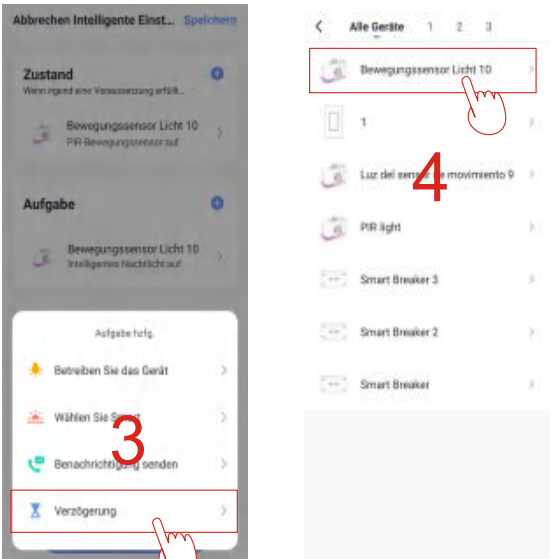 Abbrechen Intelligente Einst... Speichern
Zustand
Wenn irgend eine Voraussetzung erfüllt...
Bewegungssensor Licht 10
PIR Bewegungssensor:auf
Aufgabe
Bewegungssensor Licht 10
Intelligentes Nachtlicht:auf
Aufgabe hzfg.
Betreiben Sie das Gerät
Wählen Sie Smart
3
Benachrichtigung senden
Verzögerung
Alle Geräte 1 2 3
Bewegungssensor Licht 10
1
4
Luz del sensor de movimiento 9
PIR light
Smart Breaker 3
Smart Breaker 2
Smart Breaker